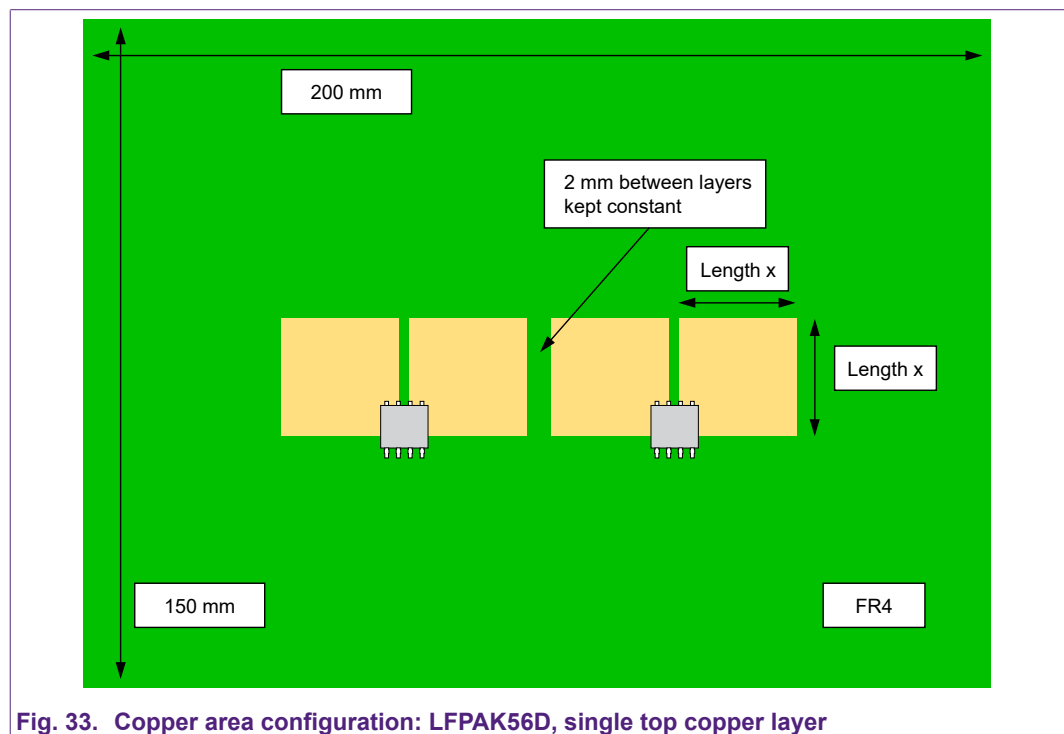 200 mm
2 mm between layers
kept constant
Length x
Length x
150 mm
FR4
Fig. 33. Copper area configuration: LFPAK56D, single top copper layer